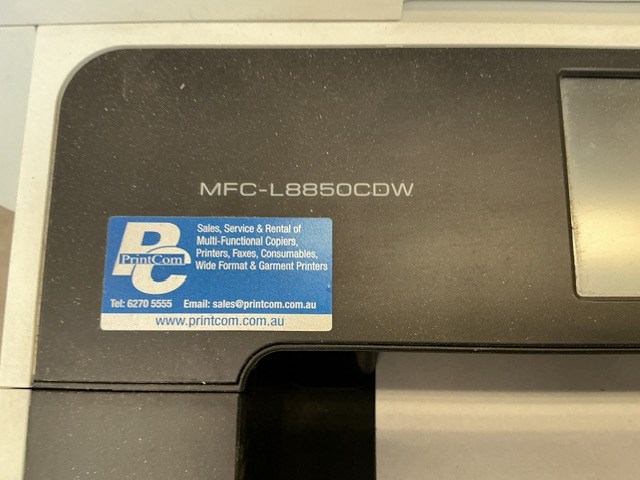 MFC-L8850CDW
PC
PrintCom
Sales, Service & Rental of
Multi-Functional Copiers,
Printers, Faxes, Consumables,
Wide Format & Garment Printers
Tel: 6270 5555 Email: sales@printcom.com.au
www.printcom.com.au